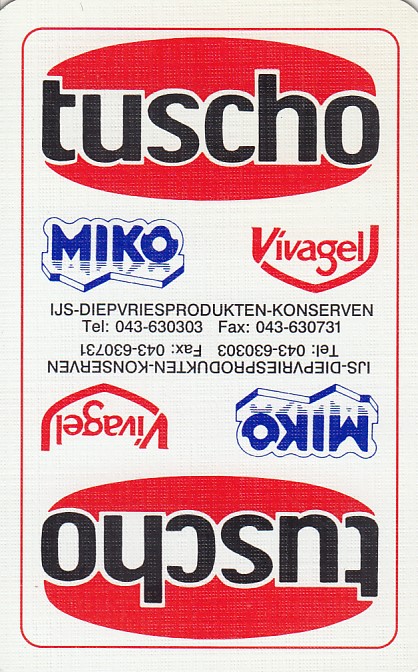 tuscho
MIKO Vivagel
IJS-DIEPVRIESPRODUKTEN-KONSERVEN
Tel: 043-630303 Fax: 043-630731
IJS-DIEPVRIESPRODUKTEN-KONSERVEN
Tel: 043-630303 Fax: 043-630731
MIKO Vivagel
tuscho